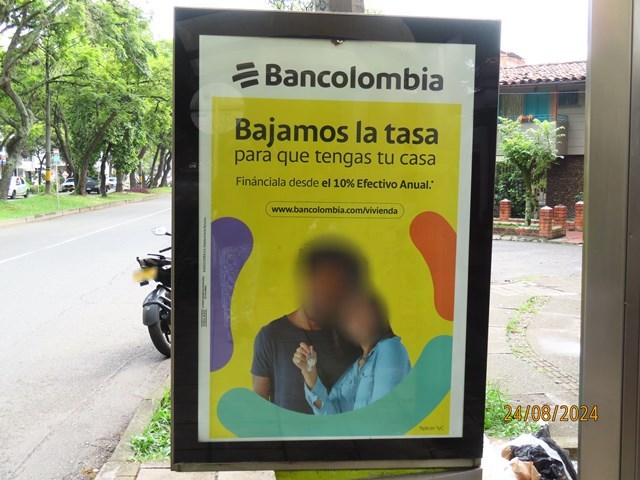 Bancolombia
Bajamos la tasa
para que tengas tu casa
Fináncíala desde el 10% Efectivo Anual.*
www.bancolombia.com/vivienda
24/08/2024